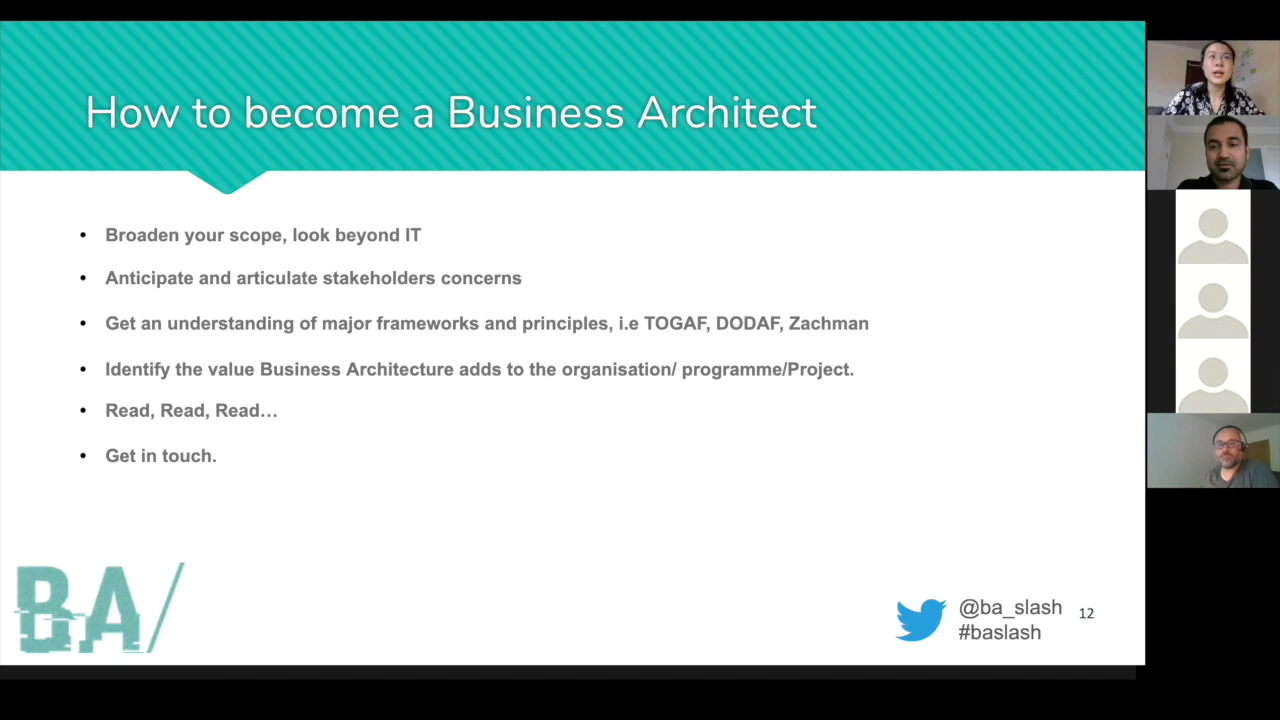 How to become a Business Architect
• Broaden your scope, look beyond IT
• Anticipate and articulate stakeholders concerns
• Get an understanding of major frameworks and principles, i.e TOGAF, DODAF, Zachman
• Identify the value Business Architecture adds to the organisation/ programme/Project.
• Read, Read, Read…
• Get in touch.
BA/
@ba_slash
#baslash
12